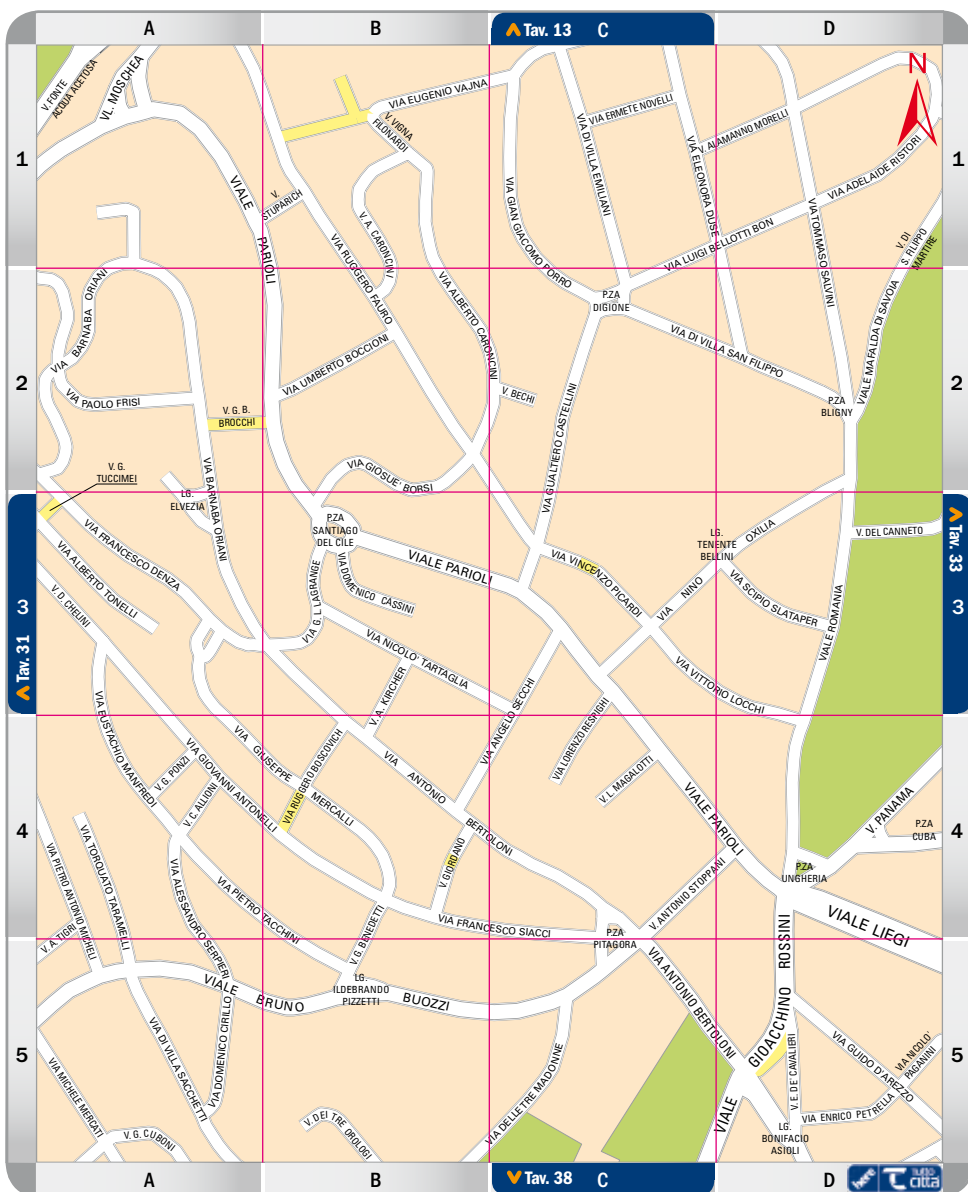 A
B
Tav. 13 C
D
N
1
1
V. FONTE
ACQUA ACETOSA
VL. MOSCHEA
VIA EUGENIO VAJNA
V. VIGNA
FILONARDI
VIA ERMETE NOVELLI
V. ALAMANNO MORELLI
VIA DI VILLA EMILIANI
VIA ELEONORA DUSE
VIA ADELAIDE RISTORI
VIALE
PARIOLI
V.
STUPARICH
V. A. CARONCINI
VIA RUGGERO FAURO
VIA GIAN GIACOMO PORRO
VIA LUIGI BELLOTTI BON
VIA TOMMASO SALVINI
V. DI
S. FILIPPO
MARTIRE
2
2
VIA BARNABA ORIANI
VIA ALBERTO CARONCINI
P.ZA
DIGIONE
VIA DI VILLA SAN FILIPPO
VIALE MAFALDA DI SAVOIA
VIA UMBERTO BOCCIONI
VIA PAOLO FRISI
V. G. B.
BROCCHI
V. BECHI
VIA GUALTIERO CASTELLINI
P.ZA
BLIGNY
V. G.
TUCCIMEI
VIA GIOSUE' BORSI
LG.
ELVEZIA
VIA BARNABA ORIANI
3
Tav. 31
Tav. 33
3
P.ZA
SANTIAGO
DEL CILE
VIALE PARIOLI
VIA FRANCESCO DENZA
VIA ALBERTO TONELLI
V. D. CHELINI
VIA G. L. LAGRANGE
VIA DOMENICO CASSINI
VIA VINCENZO PICARDI
LG.
TENENTE
BELLINI
VIA NINO OXILIA
V. DEL CANNETO
VIA SCIPIO SLATAPER
VIALE ROMANIA
VIA NICOLO' TARTAGLIA
V. A. KIRCHER
VIA ANGELO SECCHI
VIA VITTORIO LOCCHI
VIA EUSTACHIO MANFREDI
VIA LORENZO RESPIGHI
4
4
VIA GIUSEPPE MERCALLI
VIA RUGGERO BOSCOVICH
VIA ANTONIO BERTOLONI
V. G. PONZI
VIA GIOVANNI ANTONELLI
V. C. ALLIONI
V. L. MAGALOTTI
VIALE PARIOLI
V. PANAMA
P.ZA
CUBA
P.ZA
UNGHERIA
VIA PIETRO ANTONIO MICHELI
VIA TORQUATO TARAMELLI
VIA ALESSANDRO SERPIERI
VIA PIETRO TACCHINI
V. GIORDANO
V. ANTONIO STOPPANI
VIALE LIEGI
V. A. TIGRI
V. G. BENEDETTI
VIA FRANCESCO SIACCI
P.ZA
PITAGORA
5
5
VIALE BRUNO BUOZZI
LG.
ILDEBRANDO
PIZZETTI
VIA ANTONIO BERTOLONI
VIALE GIOACCHINO ROSSINI
VIA MICHELE MERCATI
VIA DI VILLA SACCHETTI
VIA DOMENICO CIRILLO
VIA DELLE TRE MADONNE
V. E. DE' CAVALIERI
VIA GUIDO D'AREZZO
VIA NICOLO'
PAGANINI
VIA ENRICO PETRELLA
V. G. CUBONI
V. DEI TRE OROLOGI
LG.
BONIFACIO
ASIOLI
A
B
Tav. 38 C
D
here
TUTTO
CITTÀ